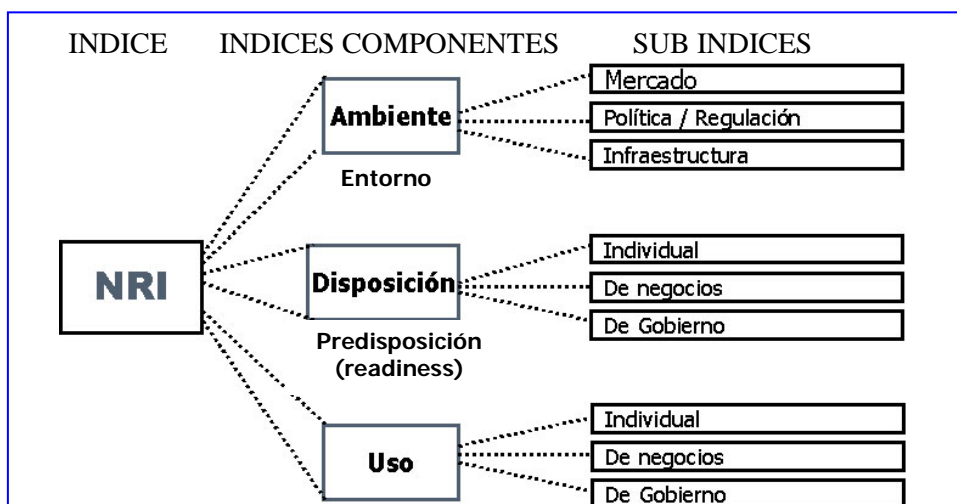 INDICE INDICES COMPONENTES SUB INDICES
NRI
Ambiente
Entorno
Mercado
Política / Regulación
Infraestructura
Disposición
Predisposición
(readiness)
Individual
De negocios
De Gobierno
Uso
Individual
De negocios
De Gobierno